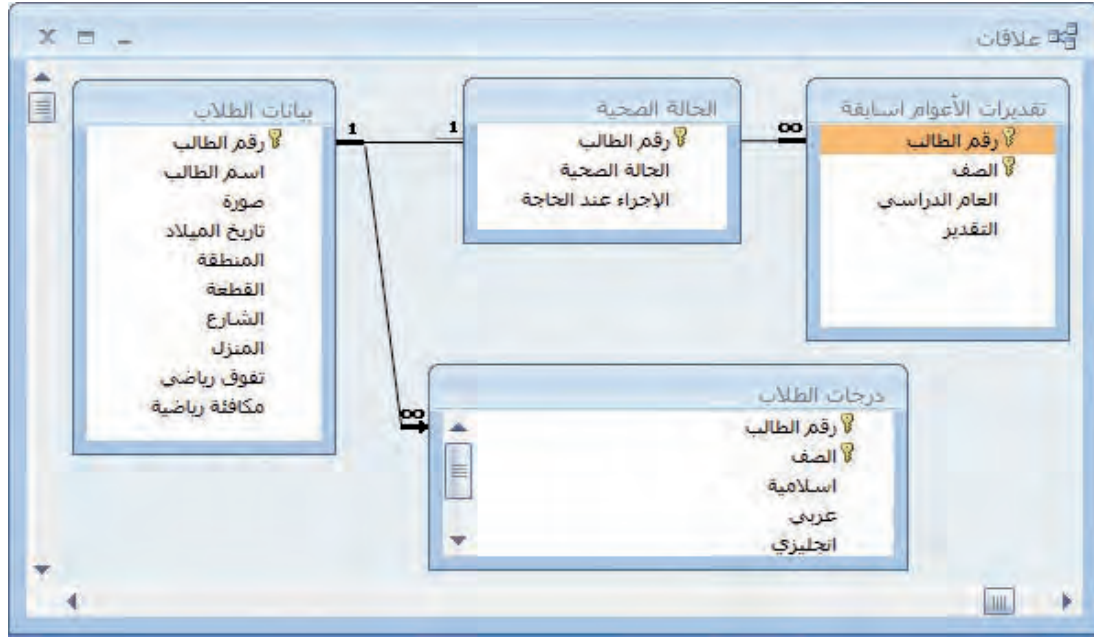 علاقات
تقديرات الأعوام اسابقة
رقم الطالب
الصف
العام الدراسي
التقدير
∞
الحالة الصحية
رقم الطالب
الحالة الصحية
الإجراء عند الحاجة
1
1
بيانات الطلاب
رقم الطالب
اسم الطالب
صورة
تاريخ الميلاد
المنطقة
القطعة
الشارع
المنزل
تفوق رياضي
مكافئة رياضية
∞
درجات الطلاب
رقم الطالب
الصف
اسلامية
عربي
انجليزي